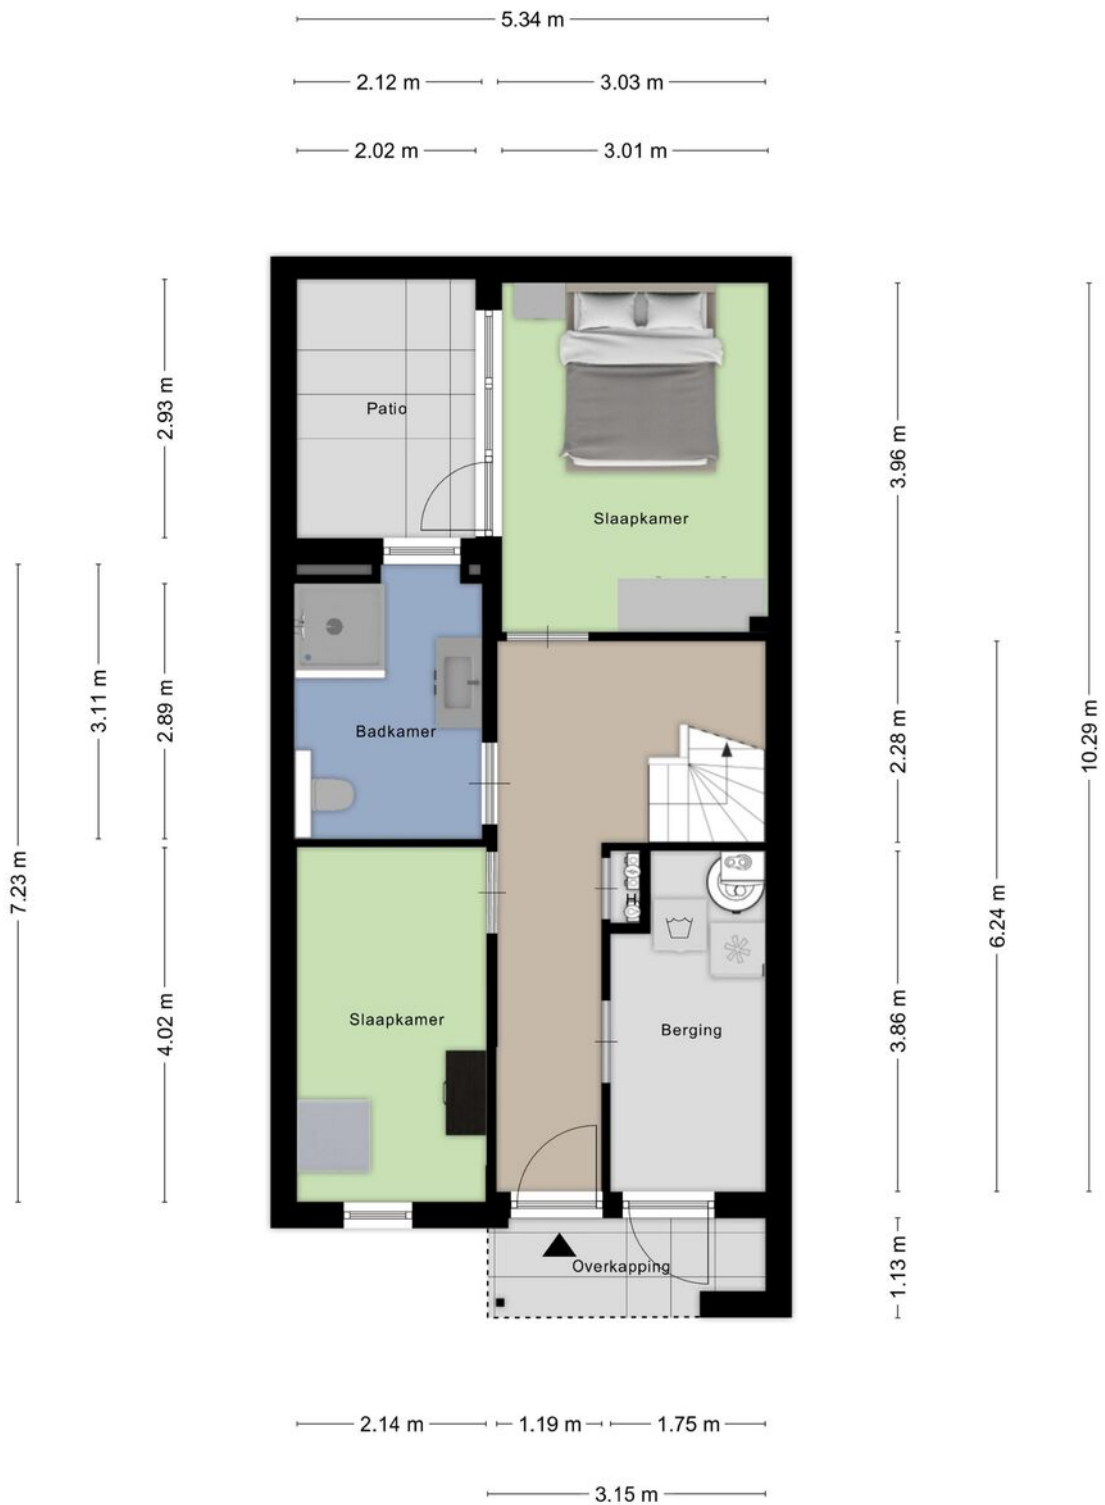 5.34 m
2.12 m
3.03 m
2.02 m
3.01 m
2.93 m
3.96 m
Patio
Slaapkamer
10.29 m
3.11 m
2.89 m
2.28 m
Badkamer
7.23 m
6.24 m
4.02 m
Slaapkamer
Berging
3.86 m
Overkapping
1.13 m
2.14 m
1.19 m
1.75 m
3.15 m